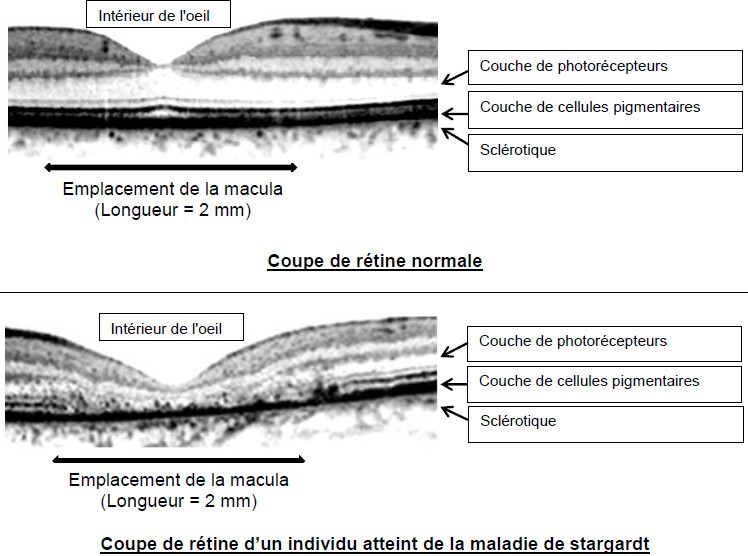 Intérieur de l'oeil
Couche de photorécepteurs
Couche de cellules pigmentaires
Sclérotique
Emplacement de la macula
(Longueur = 2 mm)
Coupe de rétine normale
Intérieur de l'oeil
Couche de photorécepteurs
Couche de cellules pigmentaires
Sclérotique
Emplacement de la macula
(Longueur = 2 mm)
Coupe de rétine d'un individu atteint de la maladie de stargardt